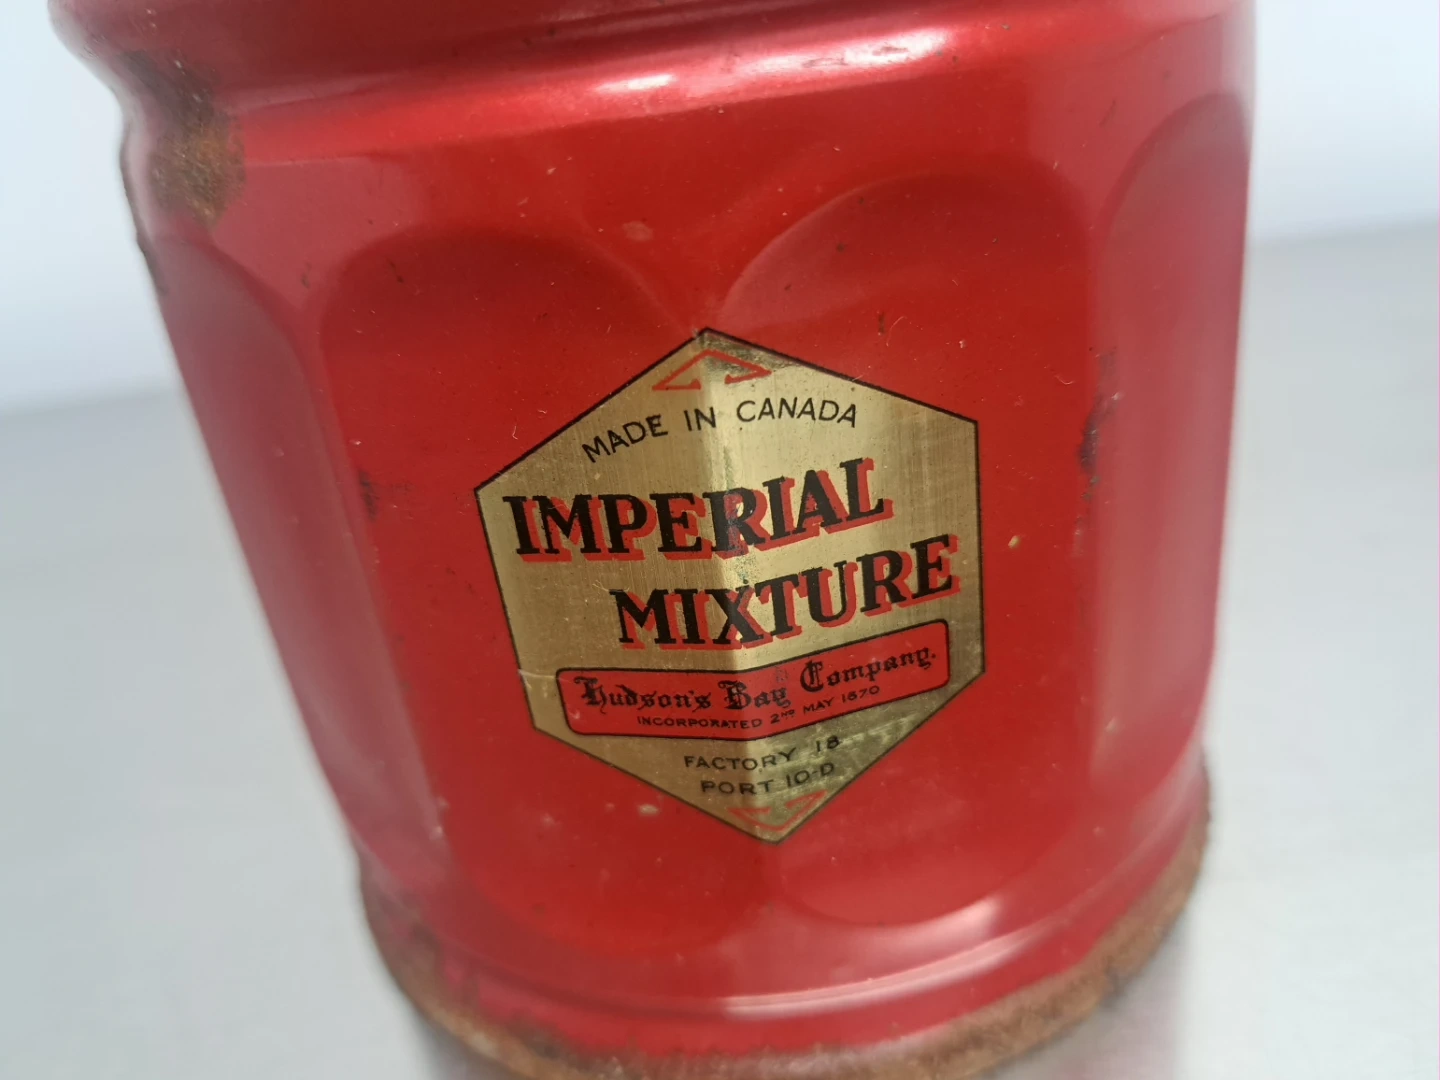 MADE IN CANADA
IMPERIAL
MIXTURE
Hudson's Bay Company.
INCORPORATED 2ND MAY 1670
FACTORY 18
PORT 10-D